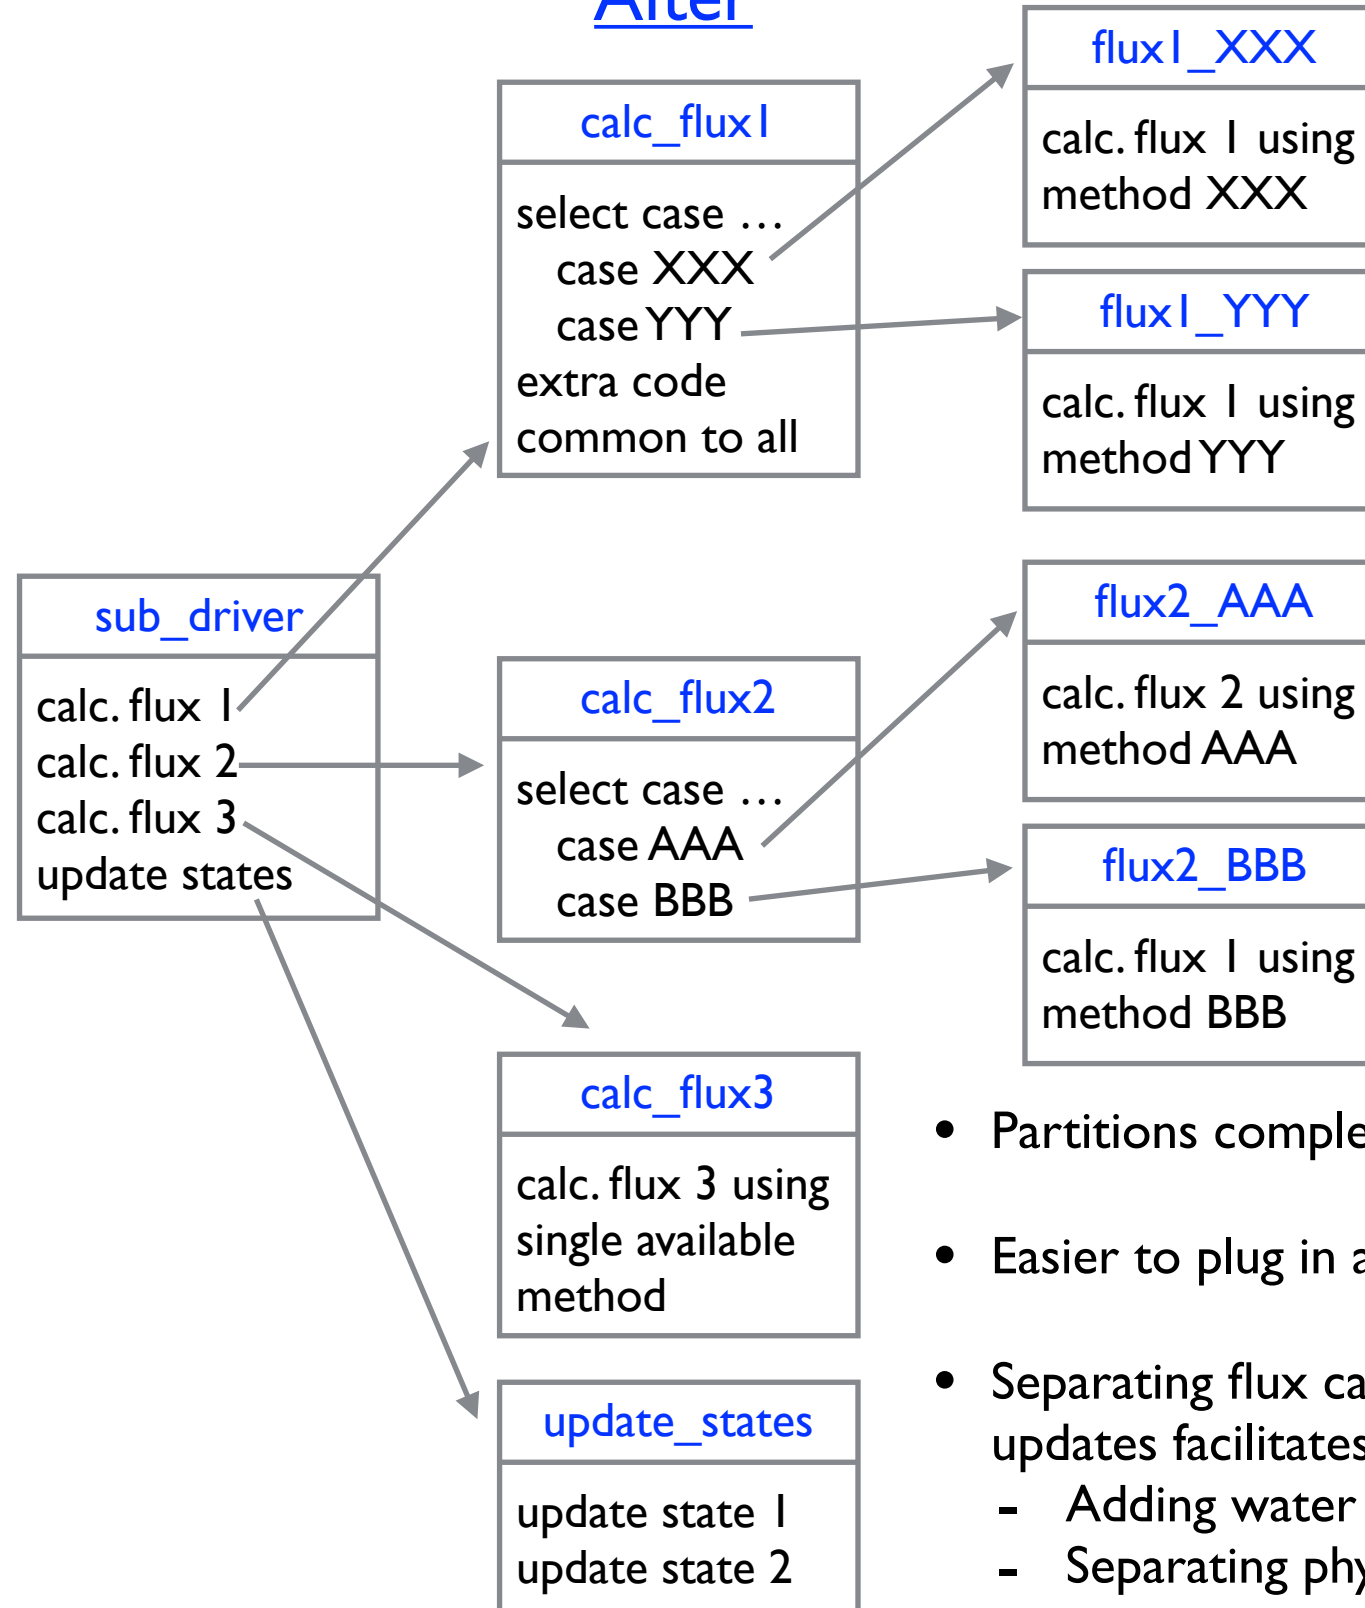 After
sub_driver
calc. flux 1
calc. flux 2
calc. flux 3
update states
calc_flux1
select case …
case XXX
case YYY
extra code
common to all
calc_flux2
select case …
case AAA
case BBB
calc_flux3
calc. flux 3 using
single available
method
update_states
update state 1
update state 2
flux1_XXX
calc. flux 1 using
method XXX
flux1_YYY
calc. flux 1 using
method YYY
flux2_AAA
calc. flux 2 using
method AAA
flux2_BBB
calc. flux 1 using
method BBB
• Partitions
• Easier to plug in
• Separating flux
updates facilitates
- Adding water
- Separating